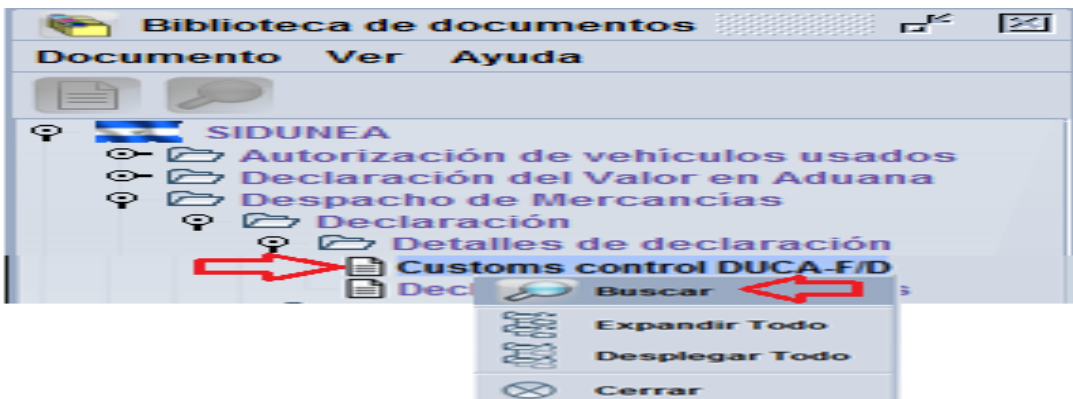 Biblioteca de documentos
Documento Ver Ayuda
SIDUNEA
Autorización de vehículos usados
Declaración del Valor en Aduana
Despacho de Mercancías
Declaración
Detalles de declaración
Customs control DUCA-F/D
Buscar
Expandir Todo
Desplegar Todo
Cerrar